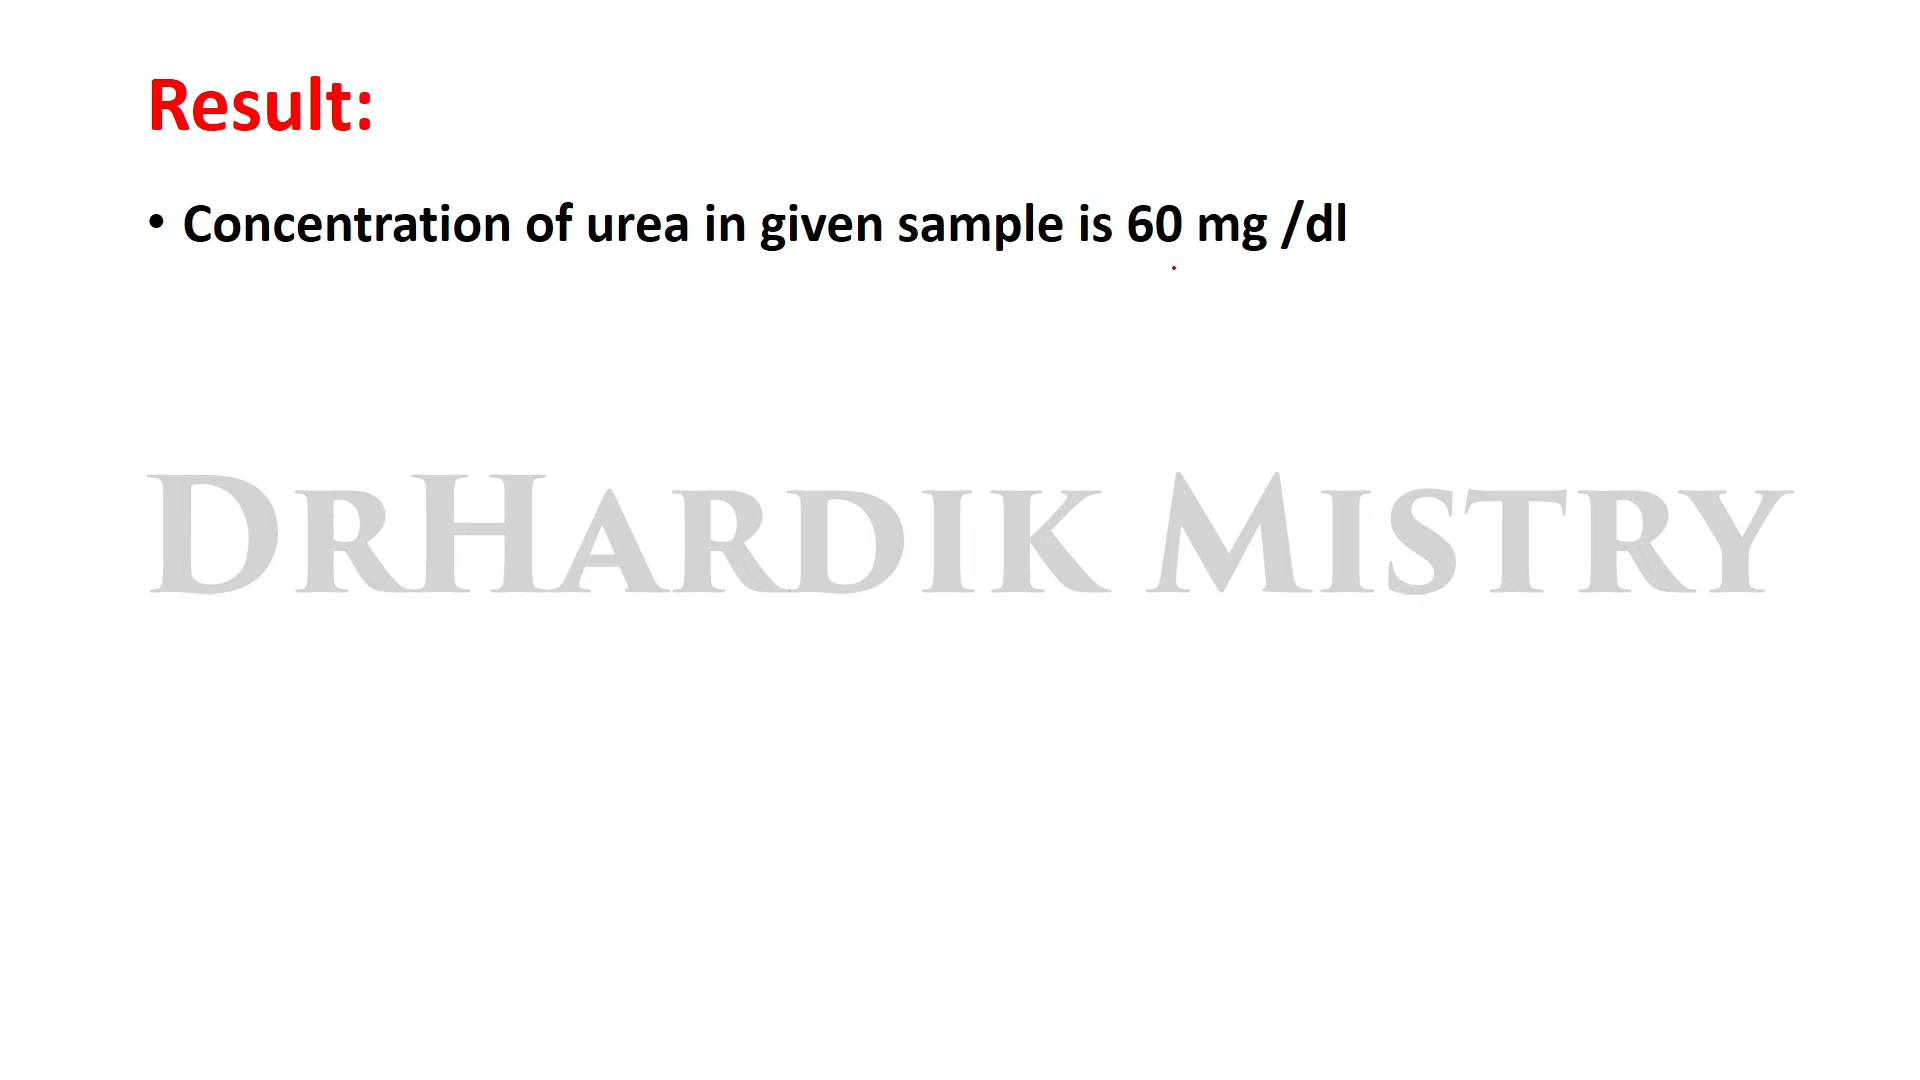 Result:
• Concentration of urea in given sample is 60 mg /dl
DrHardik Mistry